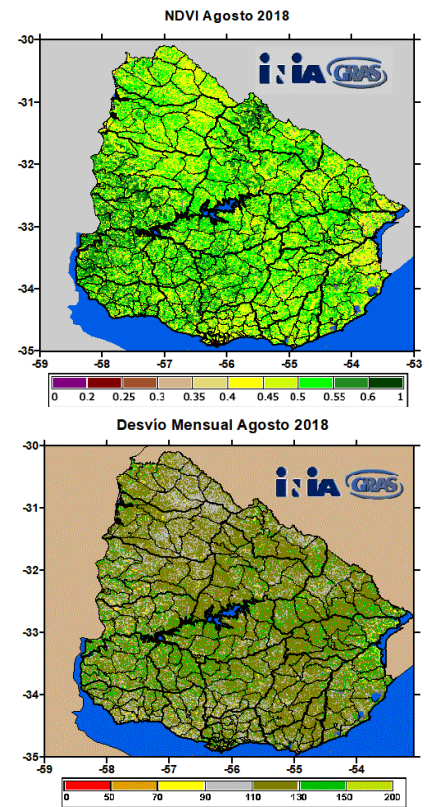 NDVI Agosto 2018
iNiA GRAS
-30
-31
-32
-33
-34
-35
-59 -58 -57 -56 -55 -54 -53
0 0.2 0.25 0.3 0.35 0.4 0.45 0.5 0.55 0.6 1
Desvío Mensual Agosto 2018
iNiA GRAS
-30
-31
-32
-33
-34
-35
-59 -58 -57 -56 -55 -54
0 50 70 90 110 130 150 200